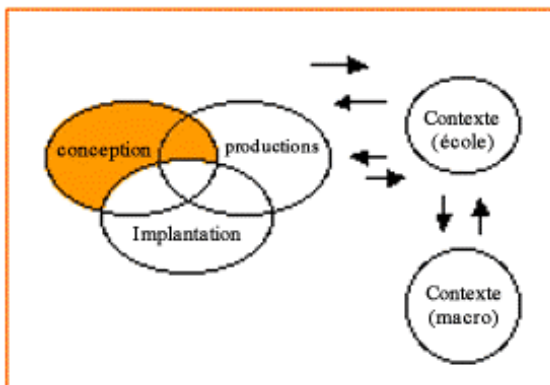 conception
productions
Implantation
Contexte
(école)
Contexte
(macro)